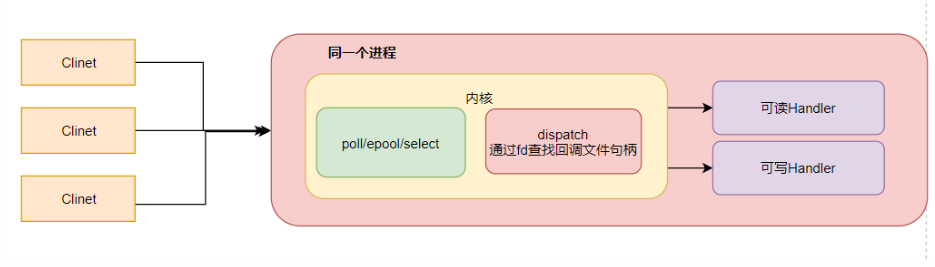 同一个进程
Clinet
内核
可读Handler
Clinet
poll/epool/select
dispatch
通过fd查找回调文件句柄
可写Handler
Clinet